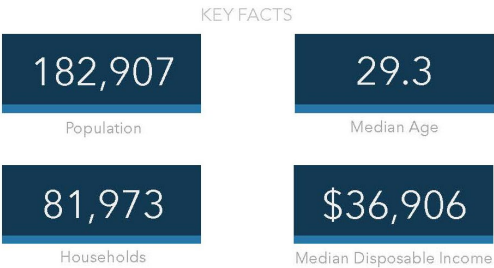 KEY FACTS
182,907
29.3
Population
Median Age
81,973
$36,906
Households
Median Disposable Income